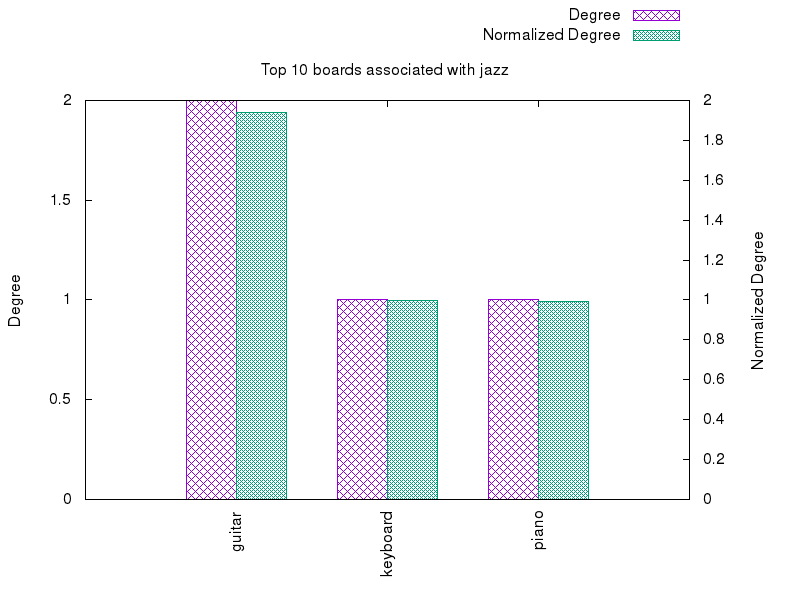 Degree
Normalized Degree
Top 10 boards associated with jazz
2
1.5
1
0.5
0
Degree
2
1.8
1.6
1.4
1.2
1
0.8
0.6
0.4
0.2
0
Normalized Degree
guitar
keyboard
piano